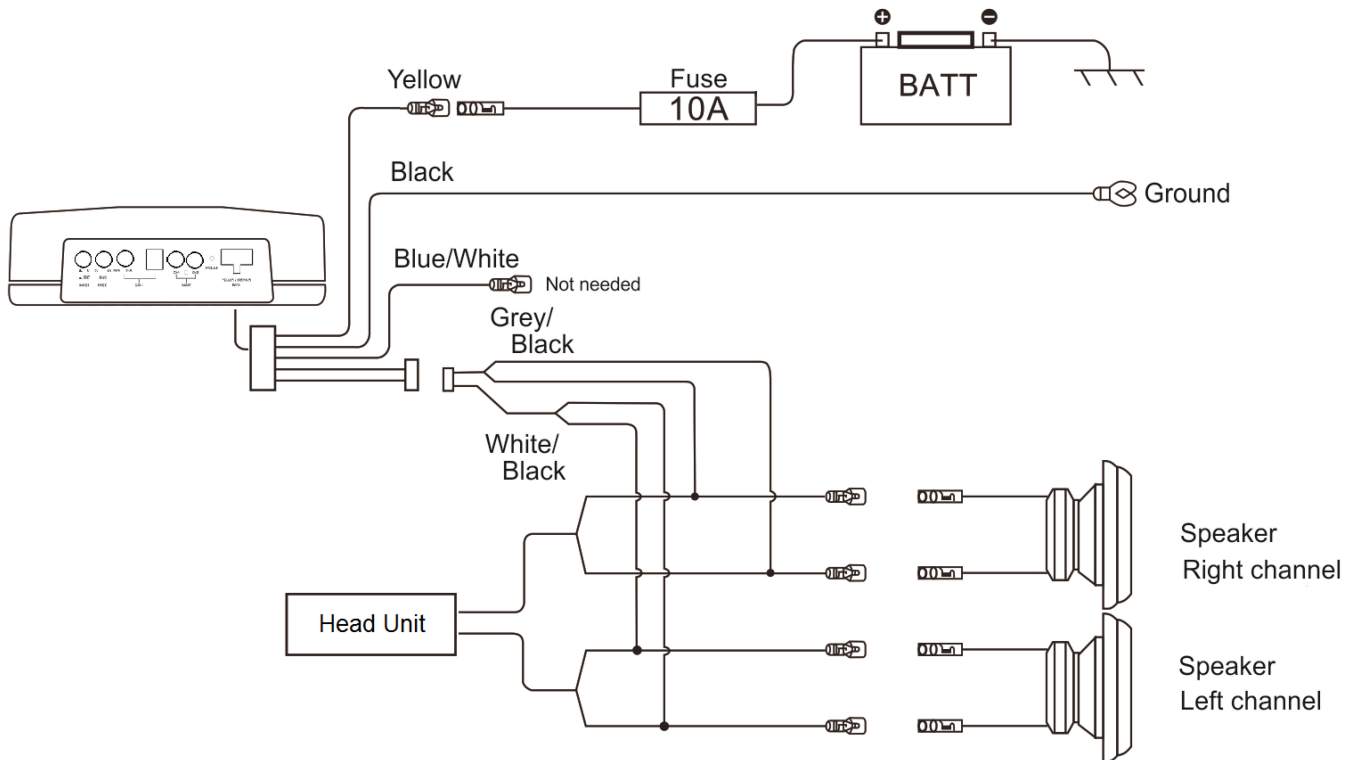 +
−
BATT
Yellow
Fuse
10A
Black
Ground
Blue/White
Not needed
Grey/
Black
White/
Black
Speaker
Right channel
Head Unit
Speaker
Left channel